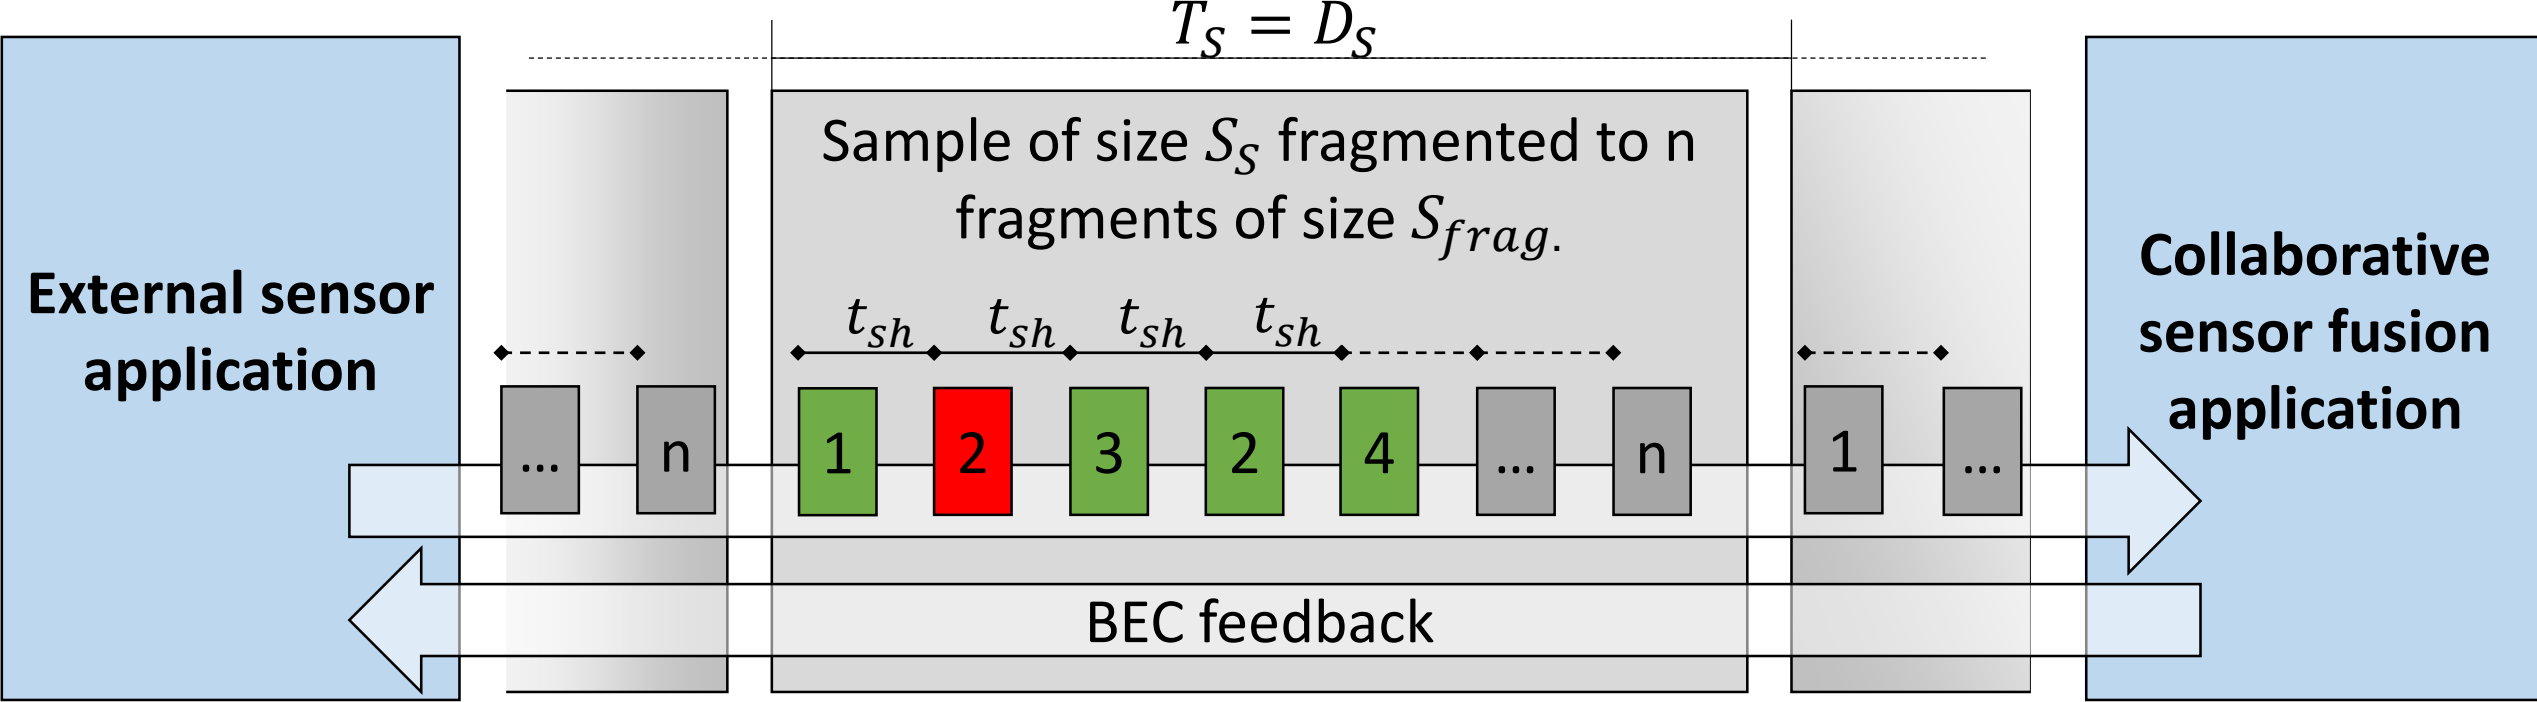 T_S = D_S
Sample of size S_S fragmented to n
fragments of size S_frag.
External sensor
application
Collaborative
sensor fusion
application
t_sh t_sh t_sh t_sh
... n 1 2 3 2 4 ... n 1 ...
BEC feedback